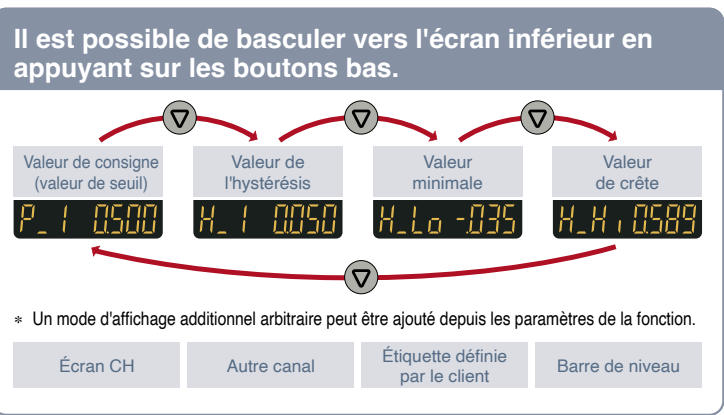 Il est possible de basculer vers l'écran inférieur en
appuyant sur les boutons bas.
Valeur de consigne
(valeur de seuil)
Valeur de
l'hystérésis
Valeur
minimale
Valeur
de crête
P_1 0.500
H_1 0.050
H_Lo -.035
H_Hi 0.589
* Un mode d'affichage additionnel arbitraire peut être ajouté depuis les paramètres de la fonction.
Écran CH
Autre canal
Étiquette définie
par le client
Barre de niveau